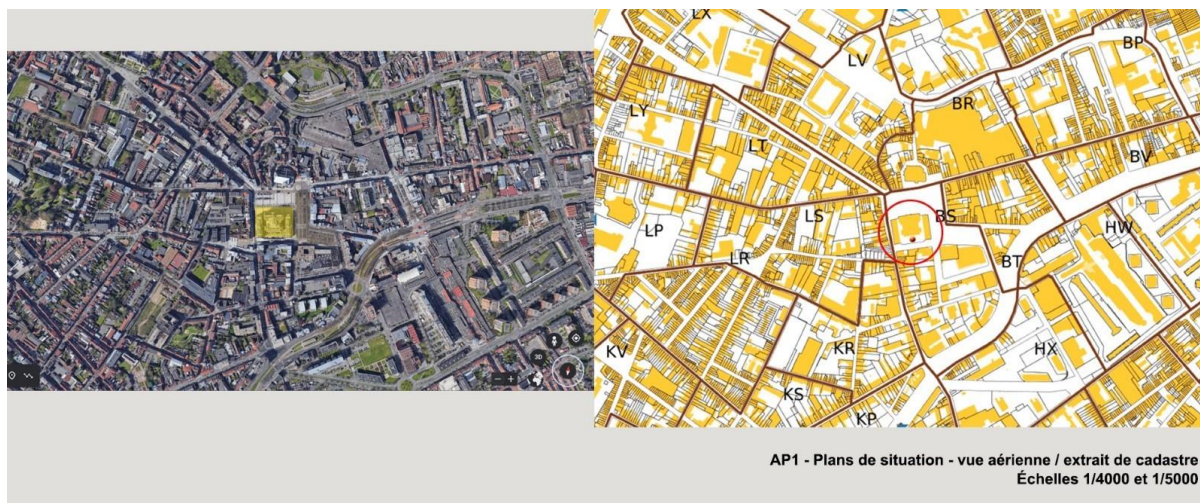 3D
LX
LV
BP
BR
LY
LT
BV
LS
BS
LP
HW
LR
BT
KV
KR
HX
KS
KP
AP1 - Plans de situation - vue aérienne / extrait de cadastre
Échelles 1/4000 et 1/5000